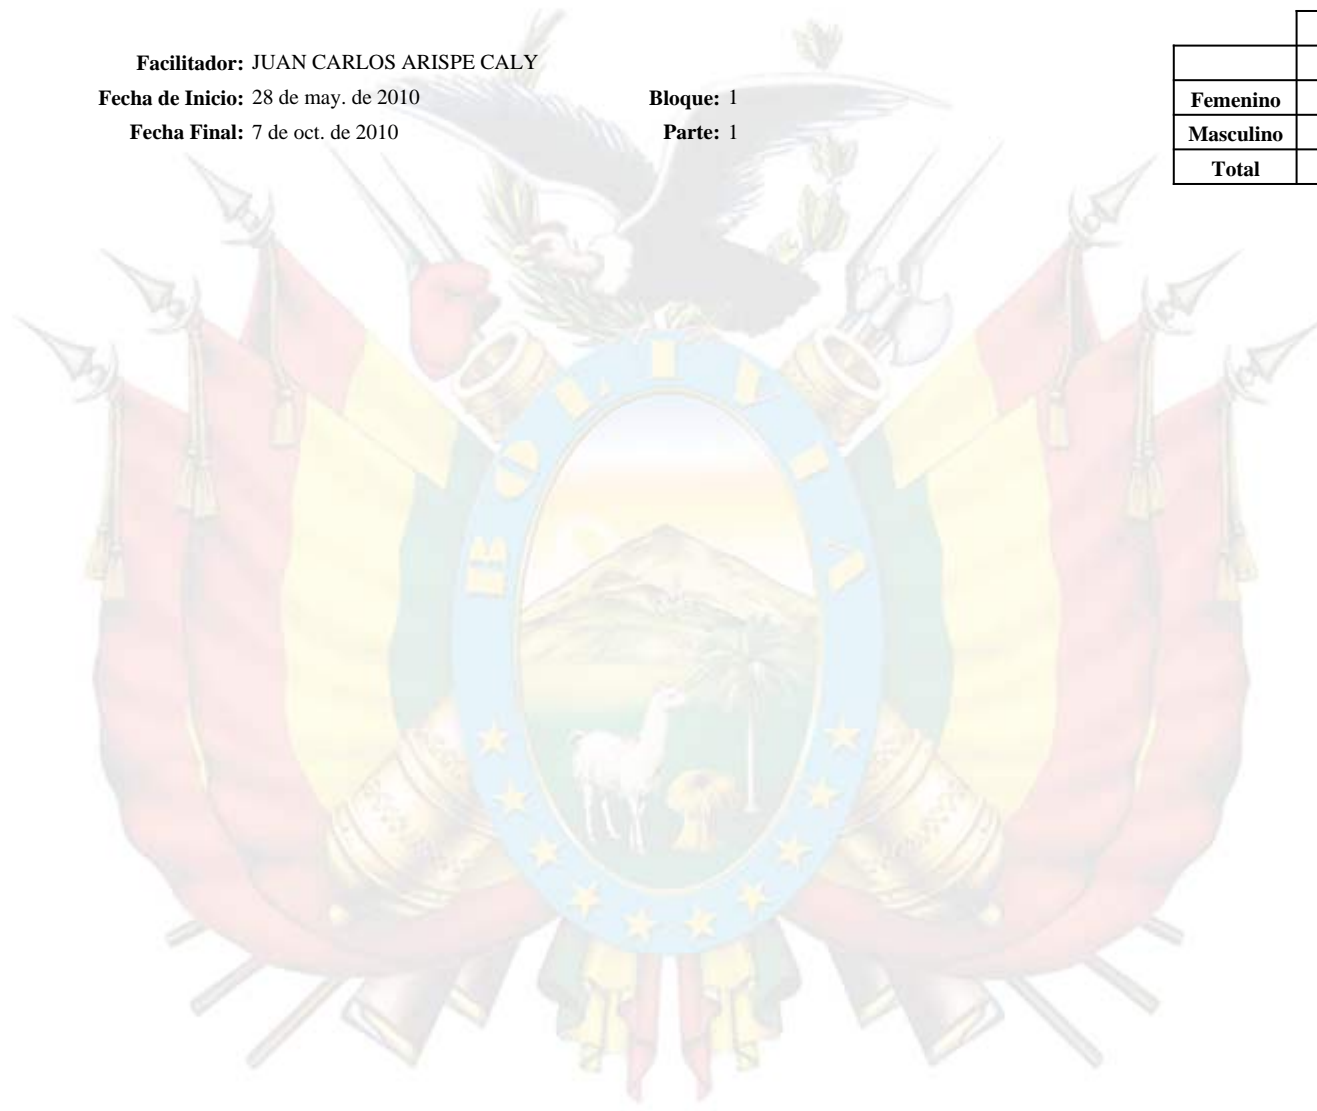 Facilitador: JUAN CARLOS ARISPE CALY
Fecha de Inicio: 28 de may. de 2010 Bloque: 1
Fecha Final: 7 de oct. de 2010 Parte: 1
Femenino
Masculino
Total
BOLIVIA